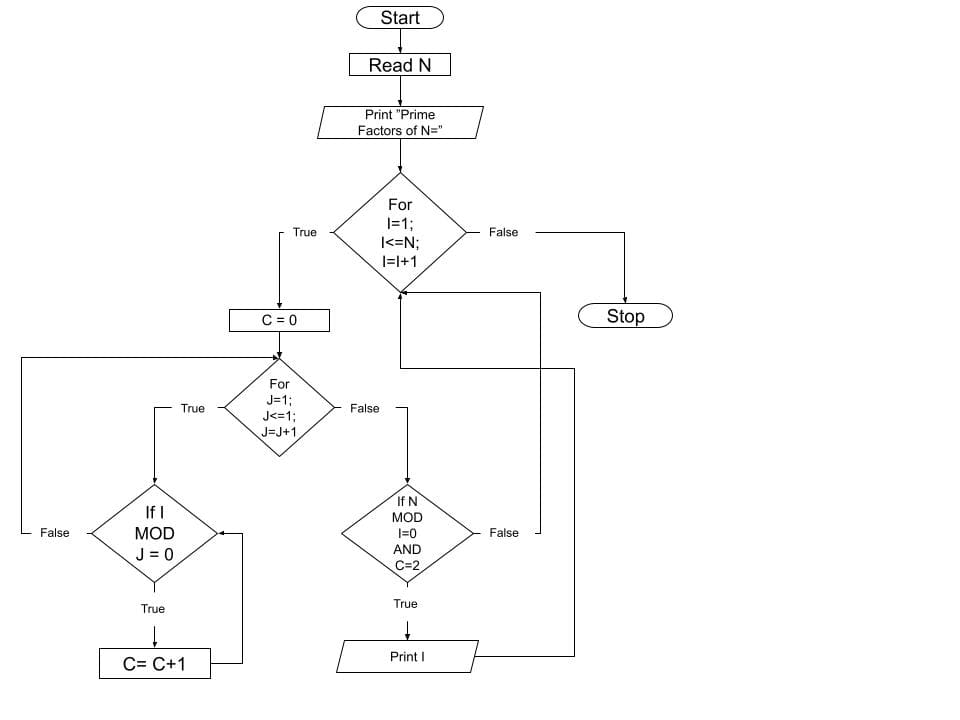 Start
Read N
Print "Prime
Factors of N="
For
I=1;
I<=N;
I=I+1
True
False
C = 0
Stop
For
J=1;
J<=1;
J=J+1
True
False
If I
MOD
J = 0
False
True
C= C+1
If N
MOD
I=0
AND
C=2
False
True
Print I